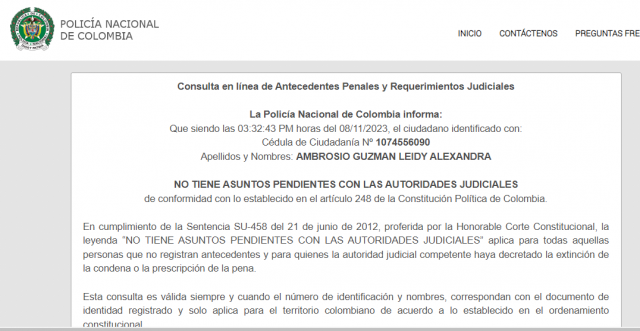 POLICÍA NACIONAL
DE COLOMBIA
INICIO CONTÁCTENOS PREGUNTAS FRE
Consulta en línea de Antecedentes Penales y Requerimientos Judiciales
La Policía Nacional de Colombia informa:
Que siendo las 03:32:43 PM horas del 08/11/2023, el ciudadano identificado con:
Cédula de Ciudadanía Nº 1074556090
Apellidos y Nombres: AMBROSIO GUZMAN LEIDY ALEXANDRA
NO TIENE ASUNTOS PENDIENTES CON LAS AUTORIDADES JUDICIALES
de conformidad con lo establecido en el artículo 248 de la Constitución Política de Colombia.
En cumplimiento de la Sentencia SU-458 del 21 de junio de 2012, proferida por la Honorable Corte Constitucional, la
leyenda "NO TIENE ASUNTOS PENDIENTES CON LAS AUTORIDADES JUDICIALES" aplica para todas aquellas
personas que no registran antecedentes y para quienes la autoridad judicial competente haya decretado la extinción de
la condena o la prescripción de la pena.
Esta consulta es válida siempre y cuando el número de identificación y nombres, correspondan con el documento de
identidad registrado y solo aplica para el territorio colombiano de acuerdo a lo establecido en el ordenamiento
constitucional.